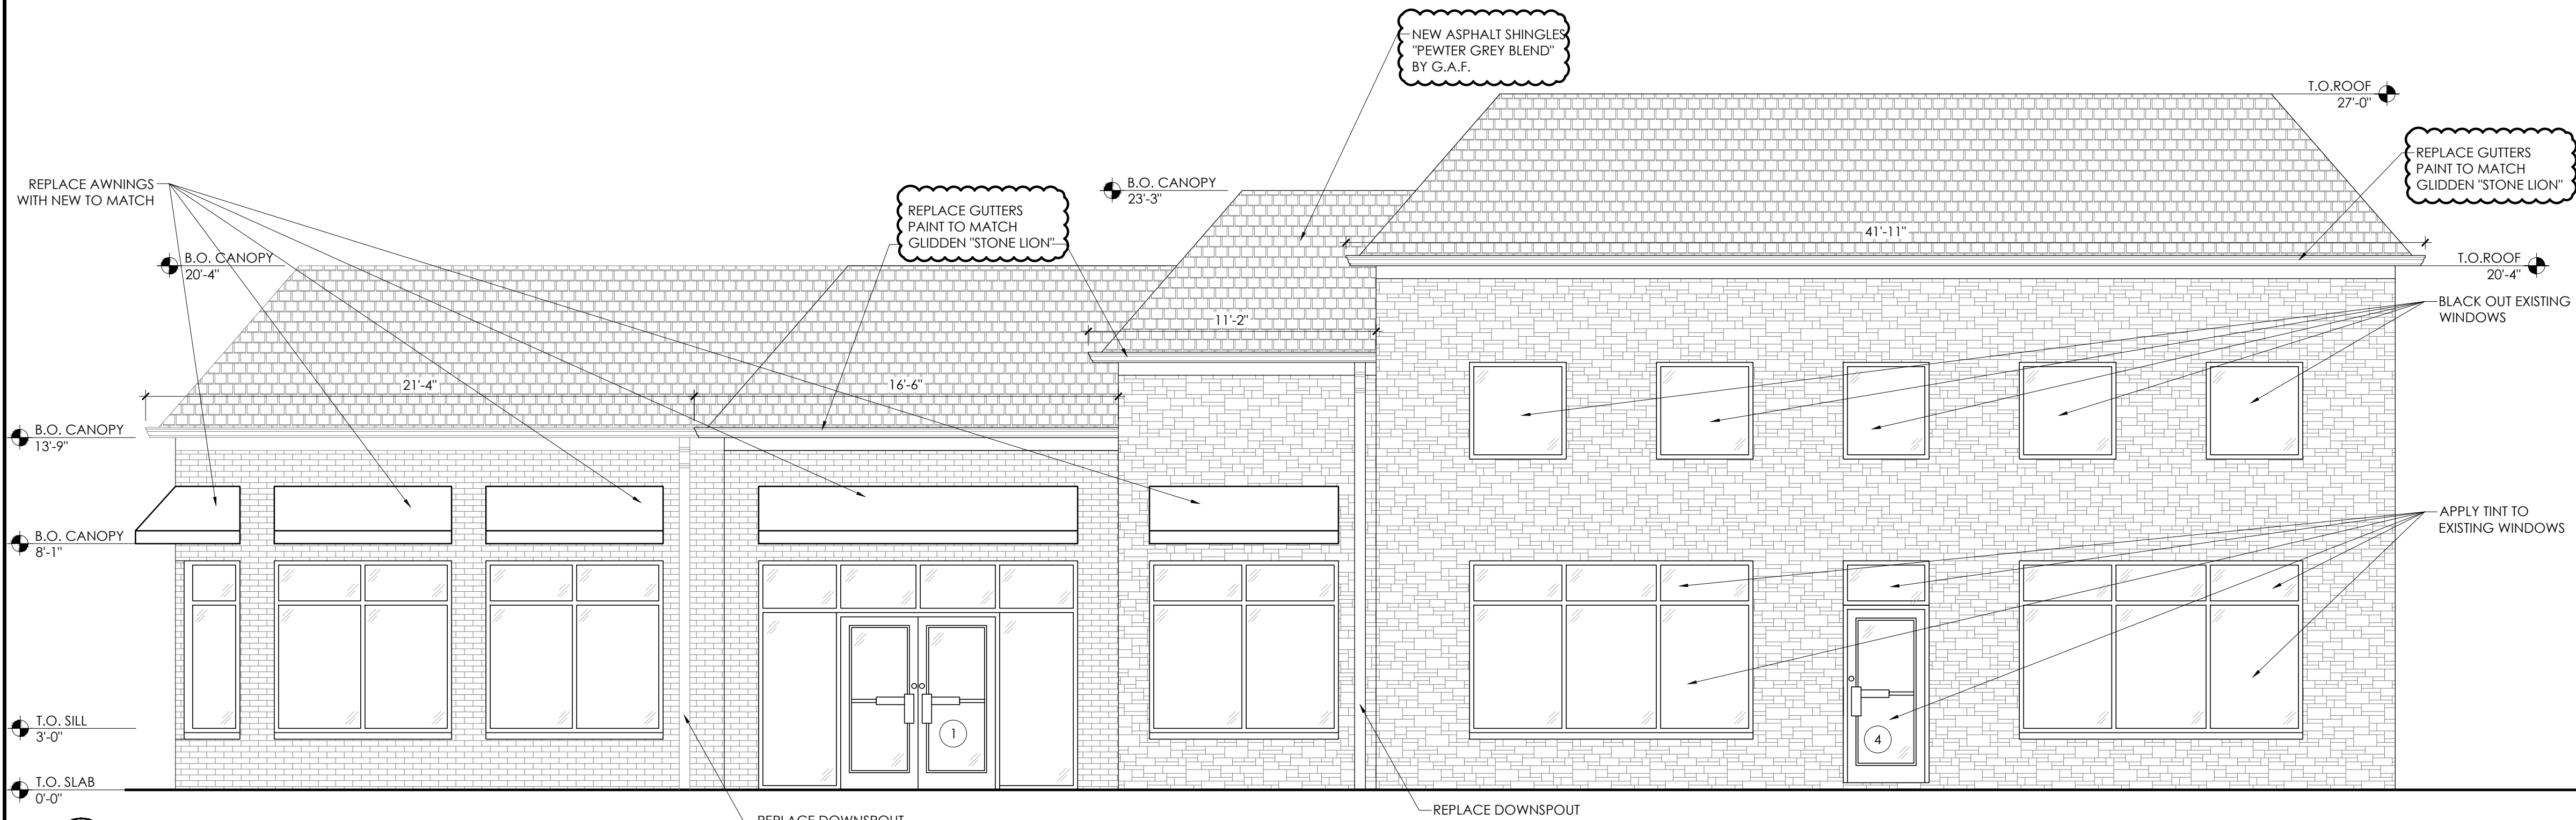 NEW ASPHALT SHINGLES
"PEWTER GREY BLEND"
BY G.A.F.
T.O.ROOF
27'-0"
REPLACE GUTTERS
PAINT TO MATCH
GLIDDEN "STONE LION"
REPLACE AWNINGS
WITH NEW TO MATCH
B.O. CANOPY
23'-3"
REPLACE GUTTERS
PAINT TO MATCH
GLIDDEN "STONE LION"
41'-11"
B.O. CANOPY
20'-4"
T.O.ROOF
20'-4"
BLACK OUT EXISTING
WINDOWS
11'-2"
21'-4"
16'-6"
B.O. CANOPY
13'-9"
B.O. CANOPY
8'-1"
APPLY TINT TO
EXISTING WINDOWS
T.O. SILL
3'-0"
1
4
T.O. SLAB
0'-0"
REPLACE DOWNSPOUT
REPLACE DOWNSPOUT